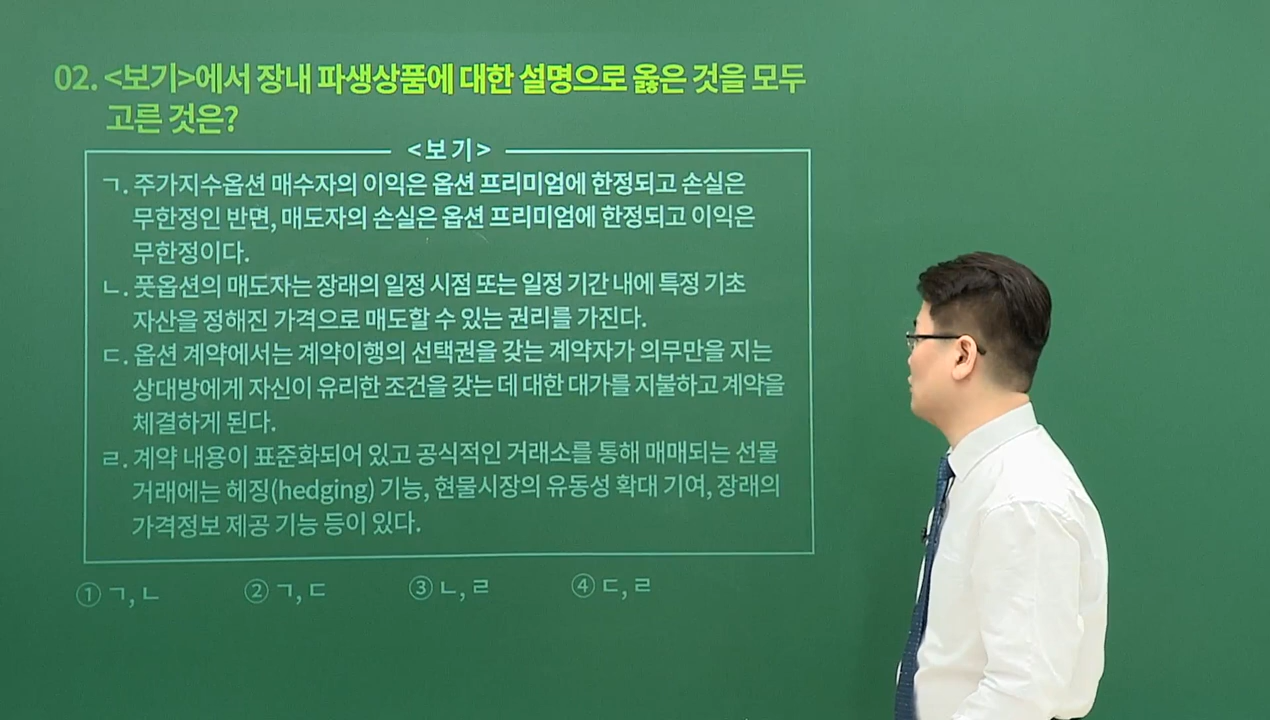 02. <보기>에서 장내 파생상품에 대한 설명으로 옳은 것을 모두
고른 것은?
<보 기>
ㄱ. 주가지수옵션 매수자의 이익은 옵션 프리미엄에 한정되고 손실은
무한정인 반면, 매도자의 손실은 옵션 프리미엄에 한정되고 이익은
무한정이다.
ㄴ. 풋옵션의 매도자는 장래의 일정 시점 또는 일정 기간 내에 특정 기초
자산을 정해진 가격으로 매도할 수 있는 권리를 가진다.
ㄷ. 옵션 계약에서는 계약이행의 선택권을 갖는 계약자가 의무만을 지는
상대방에게 자신이 유리한 조건을 갖는 데 대한 대가를 지불하고 계약을
체결하게 된다.
ㄹ. 계약 내용이 표준화되어 있고 공식적인 거래소를 통해 매매되는 선물
거래에는 헤징(hedging) 기능, 현물시장의 유동성 확대 기여, 장래의
가격정보 제공 기능 등이 있다.
① ㄱ, ㄴ ② ㄱ, ㄷ ③ ㄴ, ㄹ ④ ㄷ, ㄹ